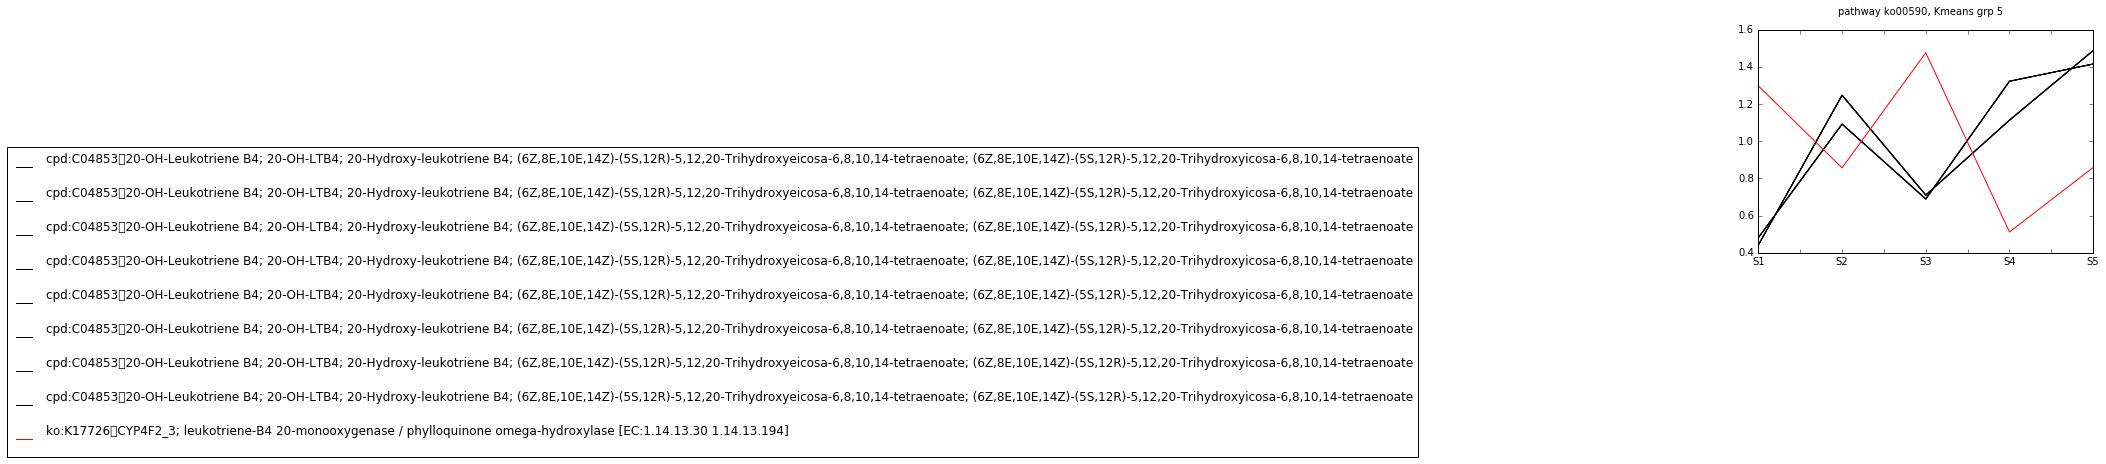 pathway ko00590, Kmeans grp 5
1.6
1.4
1.2
1.0
0.8
0.6
0.4
S1 S2 S3 S4 S5
cpd:C04853▯20-OH-Leukotriene B4; 20-OH-LTB4; 20-Hydroxy-leukotriene B4; (6Z,8E,10E,14Z)-(5S,12R)-5,12,20-Trihydroxyeicosa-6,8,10,14-tetraenoate; (6Z,8E,10E,14Z)-(5S,12R)-5,12,20-Trihydroxyicosa-6,8,10,14-tetraenoate
cpd:C04853▯20-OH-Leukotriene B4; 20-OH-LTB4; 20-Hydroxy-leukotriene B4; (6Z,8E,10E,14Z)-(5S,12R)-5,12,20-Trihydroxyeicosa-6,8,10,14-tetraenoate; (6Z,8E,10E,14Z)-(5S,12R)-5,12,20-Trihydroxyicosa-6,8,10,14-tetraenoate
cpd:C04853▯20-OH-Leukotriene B4; 20-OH-LTB4; 20-Hydroxy-leukotriene B4; (6Z,8E,10E,14Z)-(5S,12R)-5,12,20-Trihydroxyeicosa-6,8,10,14-tetraenoate; (6Z,8E,10E,14Z)-(5S,12R)-5,12,20-Trihydroxyicosa-6,8,10,14-tetraenoate
cpd:C04853▯20-OH-Leukotriene B4; 20-OH-LTB4; 20-Hydroxy-leukotriene B4; (6Z,8E,10E,14Z)-(5S,12R)-5,12,20-Trihydroxyeicosa-6,8,10,14-tetraenoate; (6Z,8E,10E,14Z)-(5S,12R)-5,12,20-Trihydroxyicosa-6,8,10,14-tetraenoate
cpd:C04853▯20-OH-Leukotriene B4; 20-OH-LTB4; 20-Hydroxy-leukotriene B4; (6Z,8E,10E,14Z)-(5S,12R)-5,12,20-Trihydroxyeicosa-6,8,10,14-tetraenoate; (6Z,8E,10E,14Z)-(5S,12R)-5,12,20-Trihydroxyicosa-6,8,10,14-tetraenoate
cpd:C04853▯20-OH-Leukotriene B4; 20-OH-LTB4; 20-Hydroxy-leukotriene B4; (6Z,8E,10E,14Z)-(5S,12R)-5,12,20-Trihydroxyeicosa-6,8,10,14-tetraenoate; (6Z,8E,10E,14Z)-(5S,12R)-5,12,20-Trihydroxyicosa-6,8,10,14-tetraenoate
cpd:C04853▯20-OH-Leukotriene B4; 20-OH-LTB4; 20-Hydroxy-leukotriene B4; (6Z,8E,10E,14Z)-(5S,12R)-5,12,20-Trihydroxyeicosa-6,8,10,14-tetraenoate; (6Z,8E,10E,14Z)-(5S,12R)-5,12,20-Trihydroxyicosa-6,8,10,14-tetraenoate
cpd:C04853▯20-OH-Leukotriene B4; 20-OH-LTB4; 20-Hydroxy-leukotriene B4; (6Z,8E,10E,14Z)-(5S,12R)-5,12,20-Trihydroxyeicosa-6,8,10,14-tetraenoate; (6Z,8E,10E,14Z)-(5S,12R)-5,12,20-Trihydroxyicosa-6,8,10,14-tetraenoate
ko:K17726▯CYP4F2_3; leukotriene-B4 20-monooxygenase / phylloquinone omega-hydroxylase [EC:1.14.13.30 1.14.13.194]